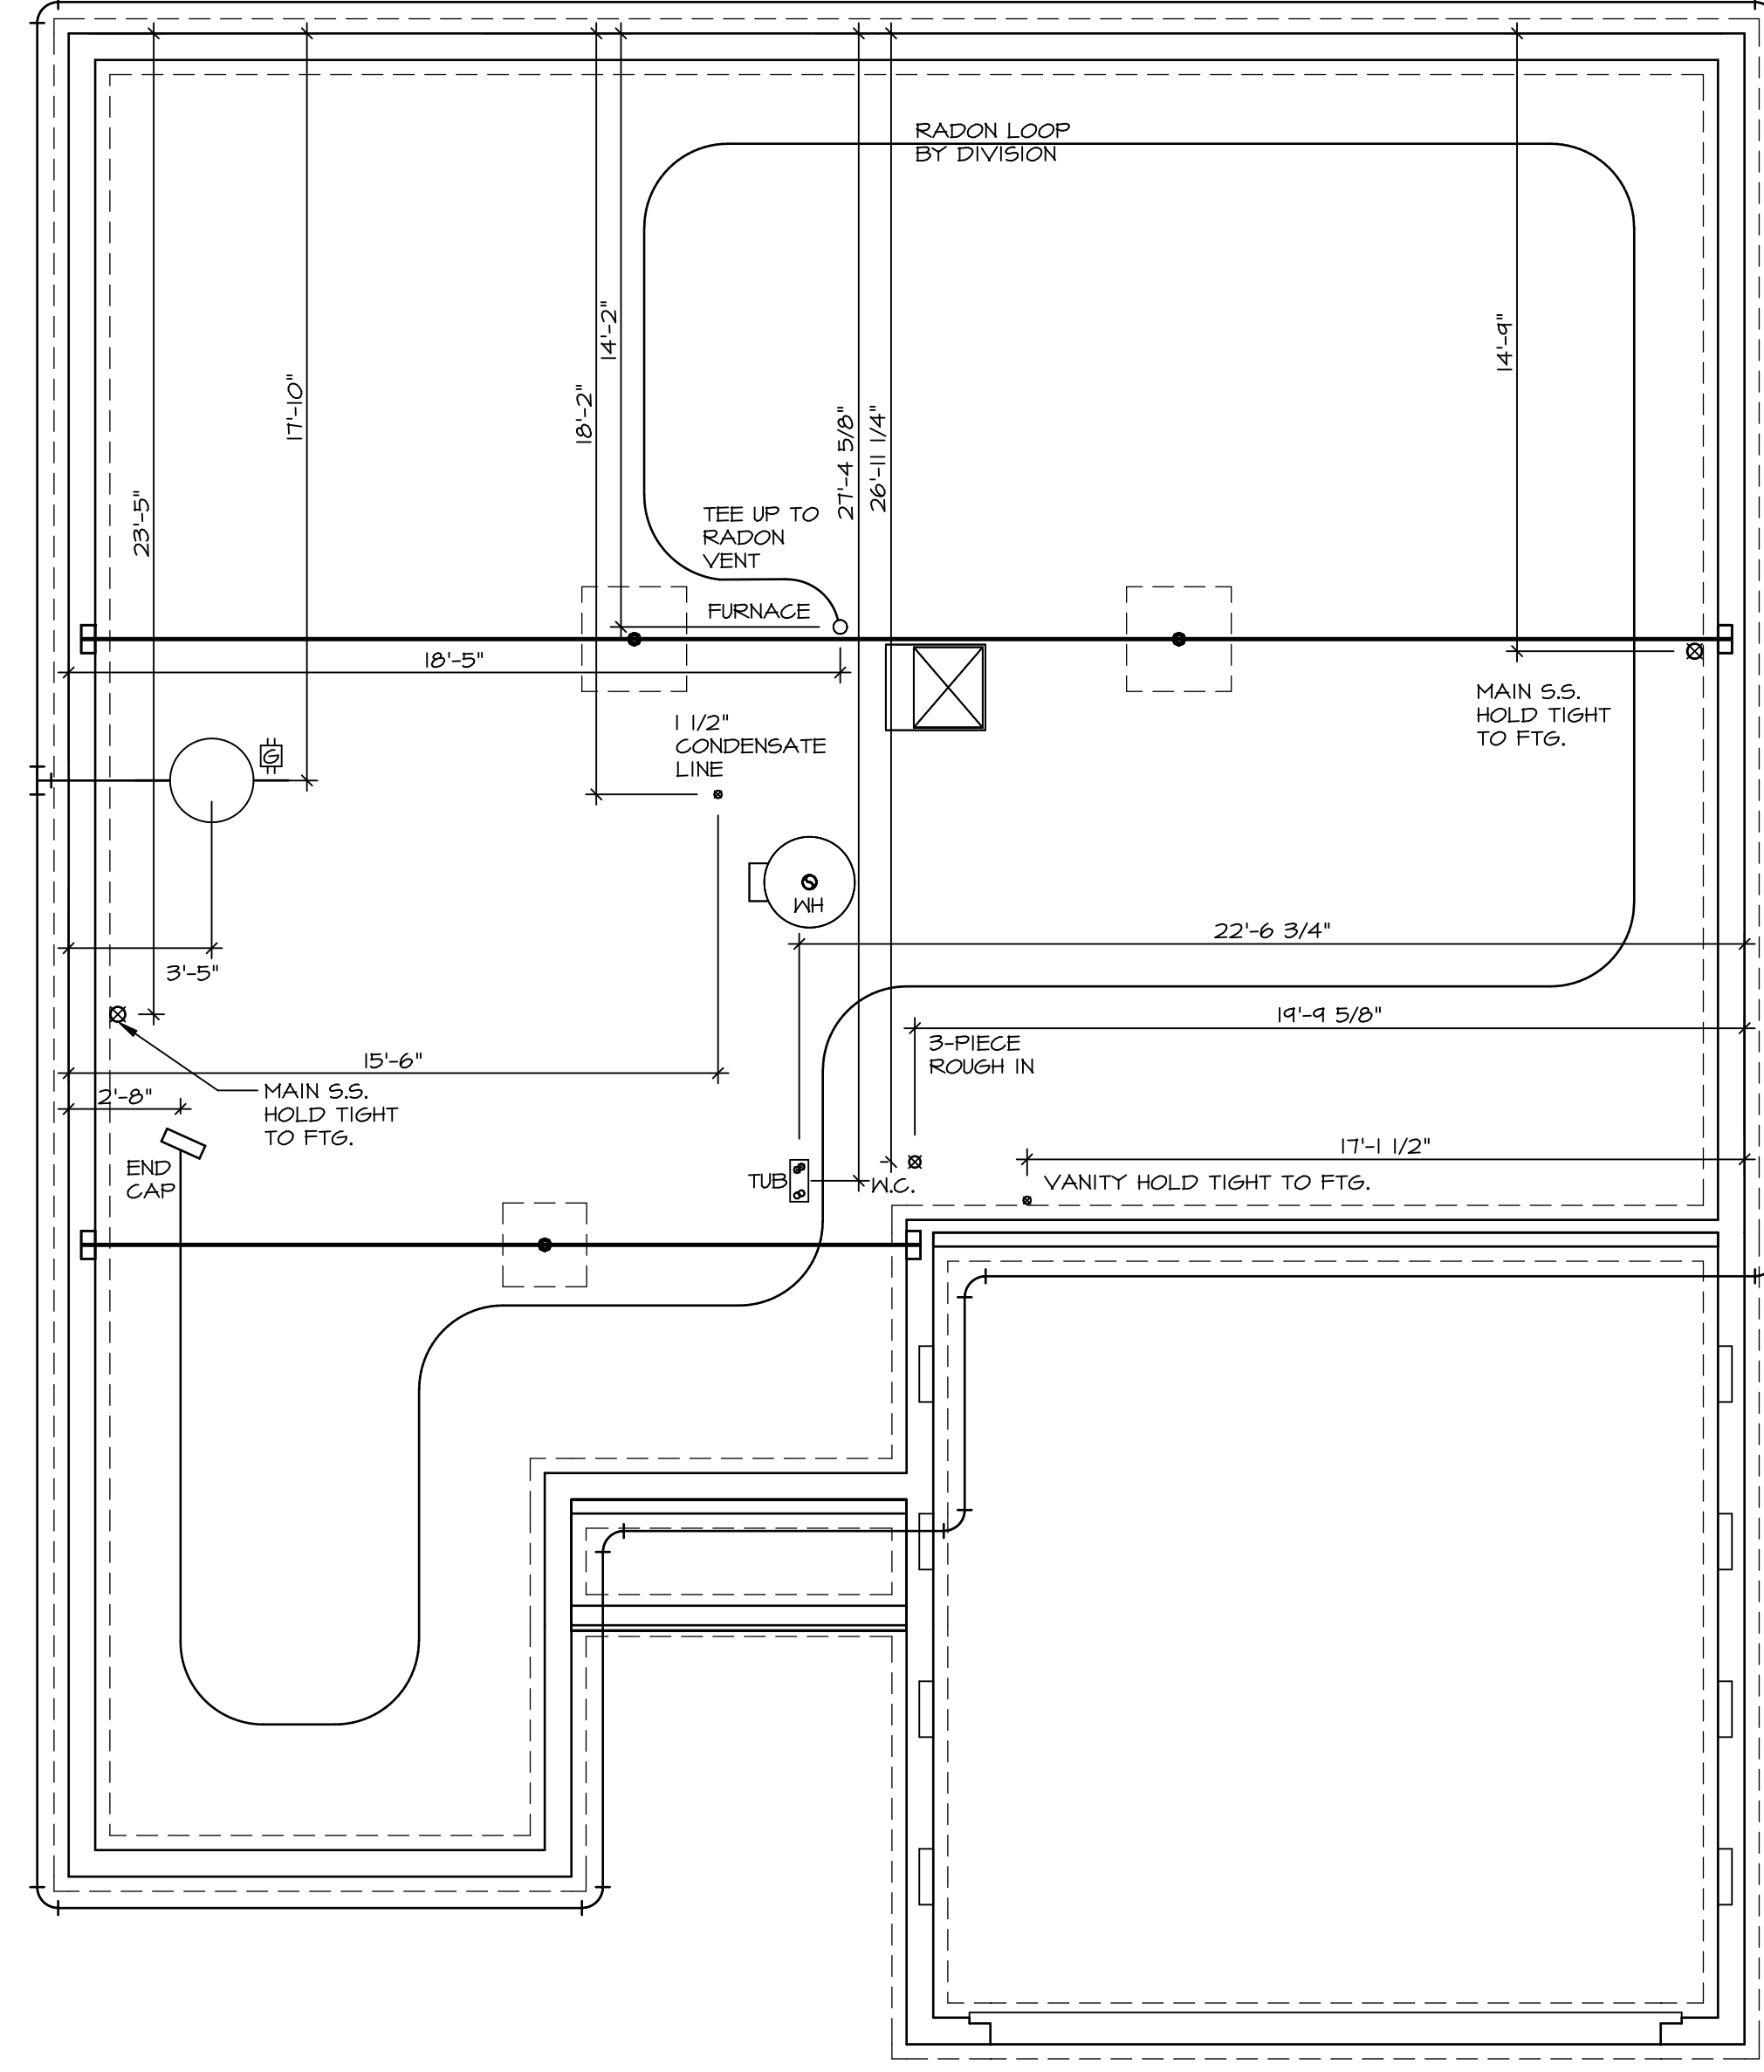 RADON LOOP
BY DIVISION
14'-2"
14'-9"
17'-10"
18'-2"
27'-4 5/8"
26'-11 1/4"
23'-5"
TEE UP TO
RADON
VENT
FURNACE
18'-5"
MAIN S.S.
HOLD TIGHT
TO FTG.
1 1/2"
CONDENSATE
LINE
G
WH
22'-6 3/4"
3'-5"
19'-9 5/8"
3-PIECE
ROUGH IN
15'-6"
2'-8"
MAIN S.S.
HOLD TIGHT
TO FTG.
17'-1 1/2"
END
CAP
TUB
W.C.
VANITY HOLD TIGHT TO FTG.